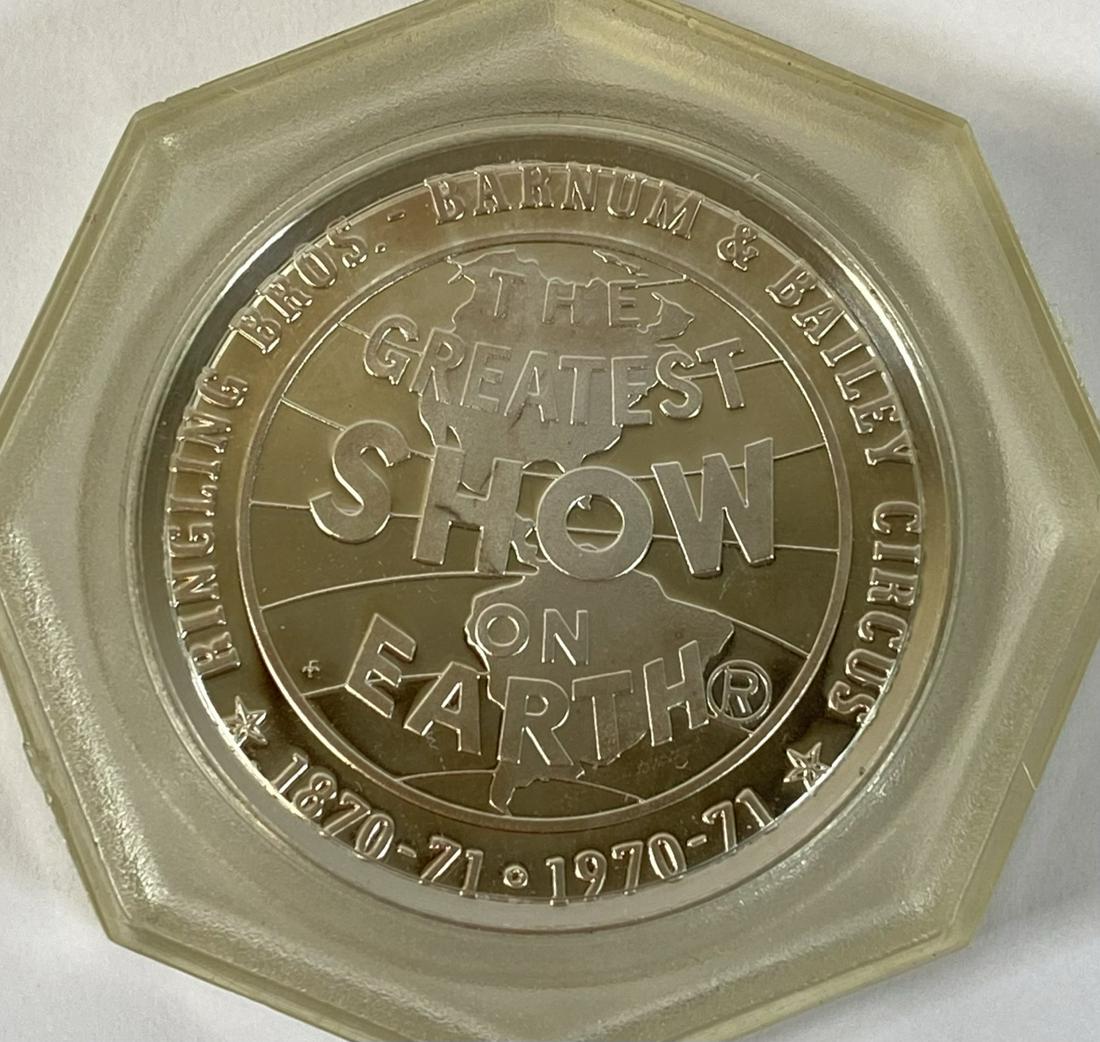 RINGLING BROS. - BARNUM & BAILEY CIRCUS
THE
GREATEST
SHOW
ON
EARTH®
★ 1870-71 • 1970-71 ★